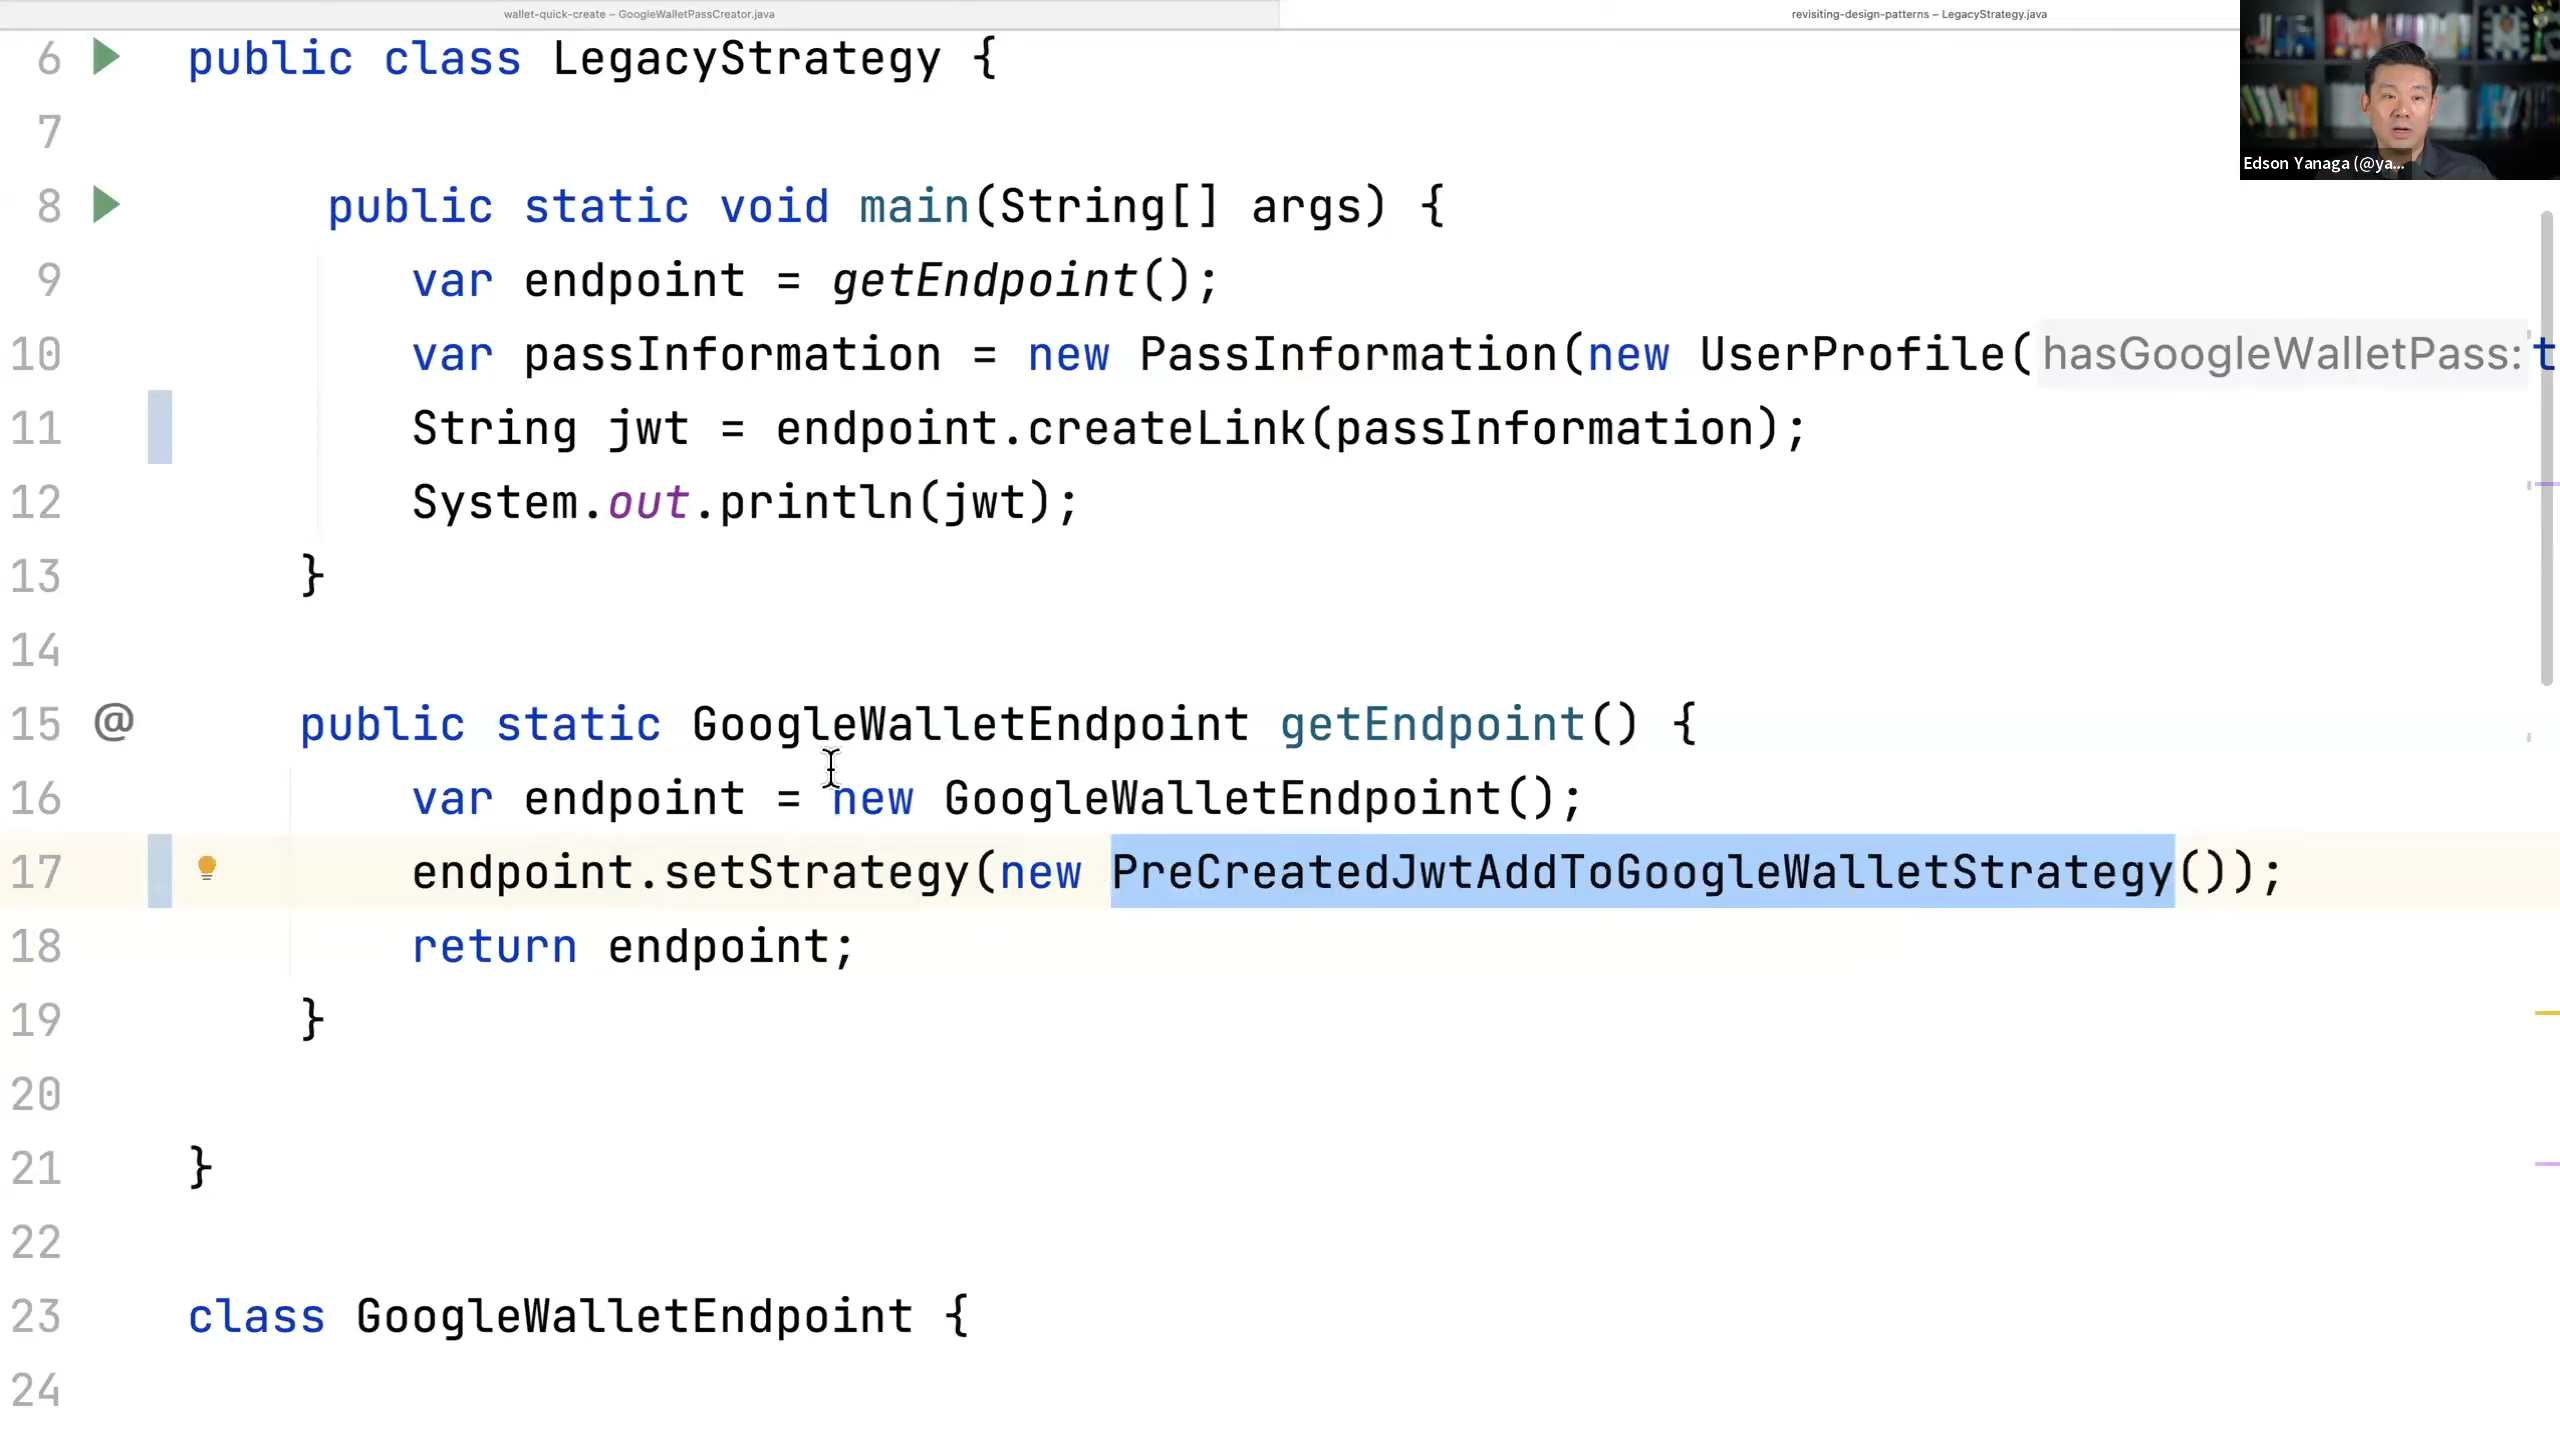 wallet-quick-create – GoogleWalletPassCreator.java
revisiting-design-patterns – LegacyStrategy.java
Edson Yanaga (@ya...
6 public class LegacyStrategy {
7
8 public static void main(String[] args) {
9 var endpoint = getEndpoint();
10 var passInformation = new PassInformation(new UserProfile( hasGoogleWalletPass: t
11 String jwt = endpoint.createLink(passInformation);
12 System.out.println(jwt);
13 }
14
15 @ public static GoogleWalletEndpoint getEndpoint() {
16 var endpoint = new GoogleWalletEndpoint();
17 endpoint.setStrategy(new PreCreatedJwtAddToGoogleWalletStrategy());
18 return endpoint;
19 }
20
21 }
22
23 class GoogleWalletEndpoint {
24